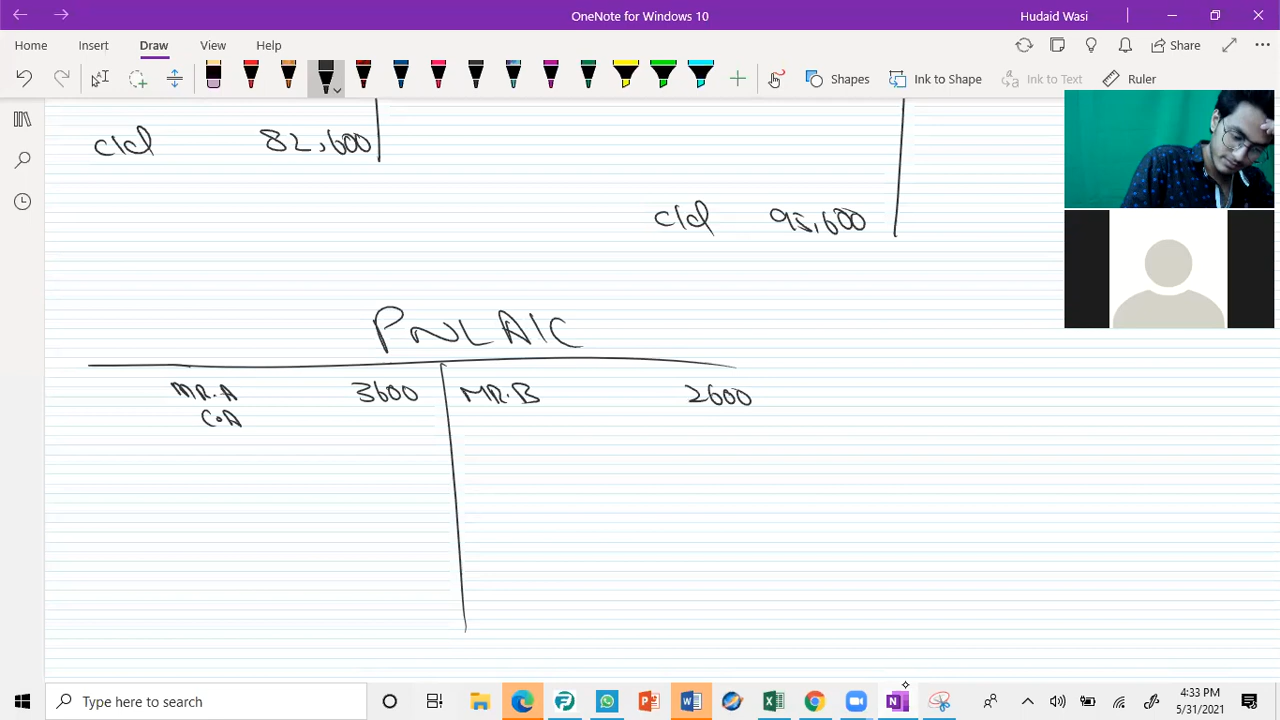 OneNote for Windows 10
Hudaid Wasi
Home Insert Draw View Help
Share
Shapes Ink to Shape Ink to Text Ruler
c/d 82,600
c/d 95,600
PNL A/C
MR.A 3600 MR.B 2600
C.A
Type here to search
4:33 PM
5/31/2021